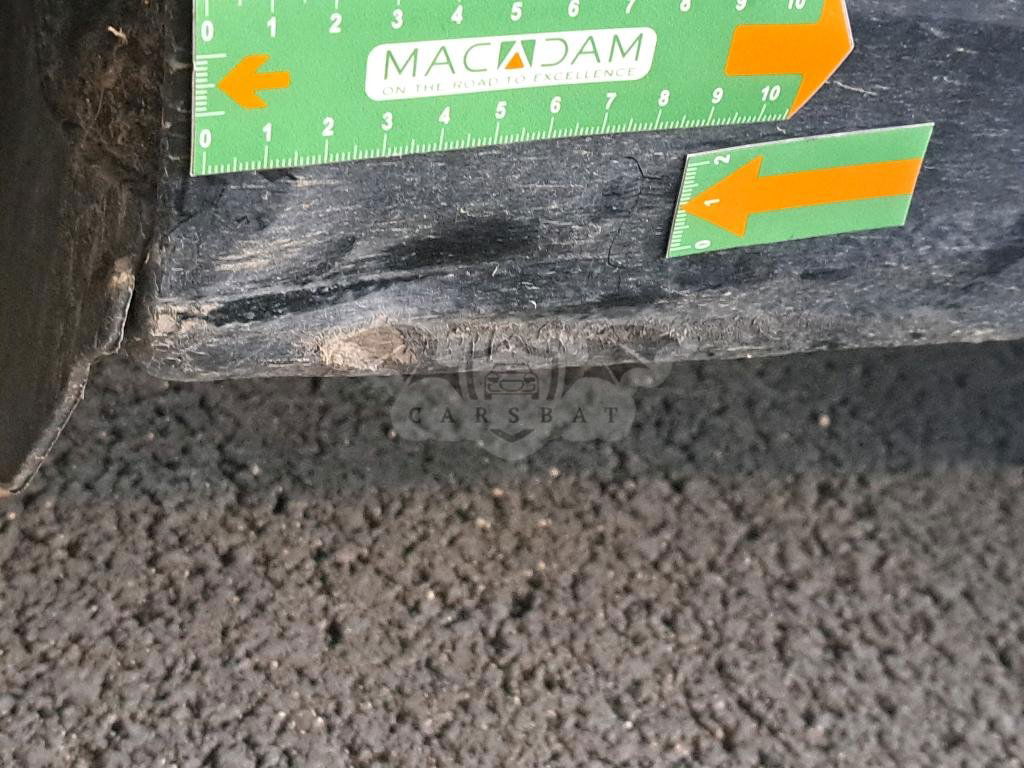 0 1 2 3 4 5 6 7 8 9 10
MACADAM
ON THE ROAD TO EXCELLENCE
0 1 2 3 4 5 6 7 8 9 10
2
1
0
CARSBAT